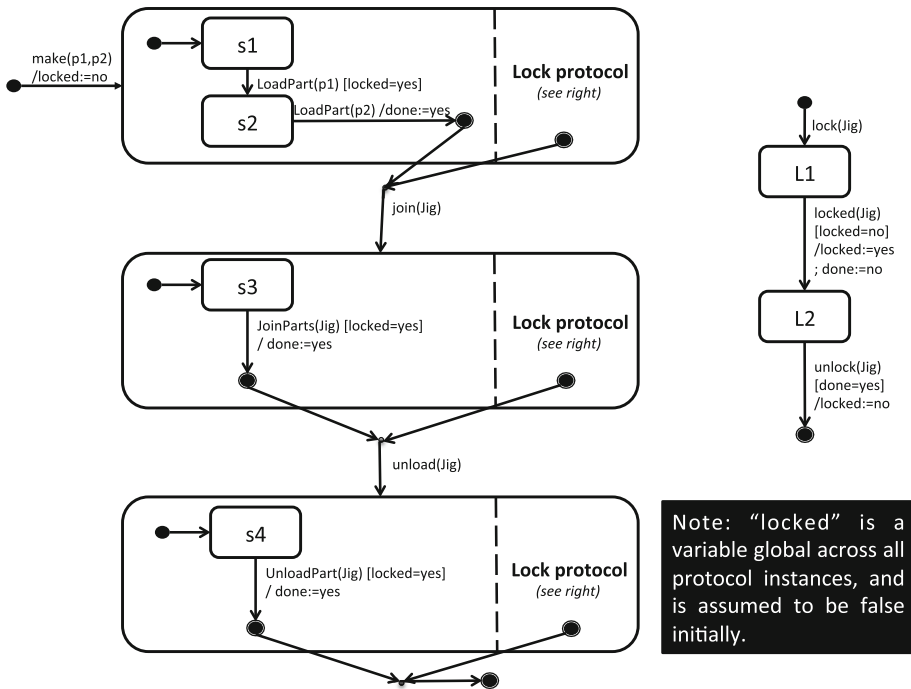 make(p1,p2)
/locked:=no
s1
LoadPart(p1) [locked=yes]
s2
LoadPart(p2) /done:=yes
Lock protocol
(see right)
join(Jig)
s3
JoinParts(Jig) [locked=yes]
/ done:=yes
Lock protocol
(see right)
unload(Jig)
s4
UnloadPart(Jig) [locked=yes]
/ done:=yes
Lock protocol
(see right)
lock(Jig)
L1
locked(Jig)
[locked=no]
/locked:=yes
; done:=no
L2
unlock(Jig)
[done=yes]
/locked:=no
Note: “locked” is a
variable global across all
protocol instances, and
is assumed to be false
initially.